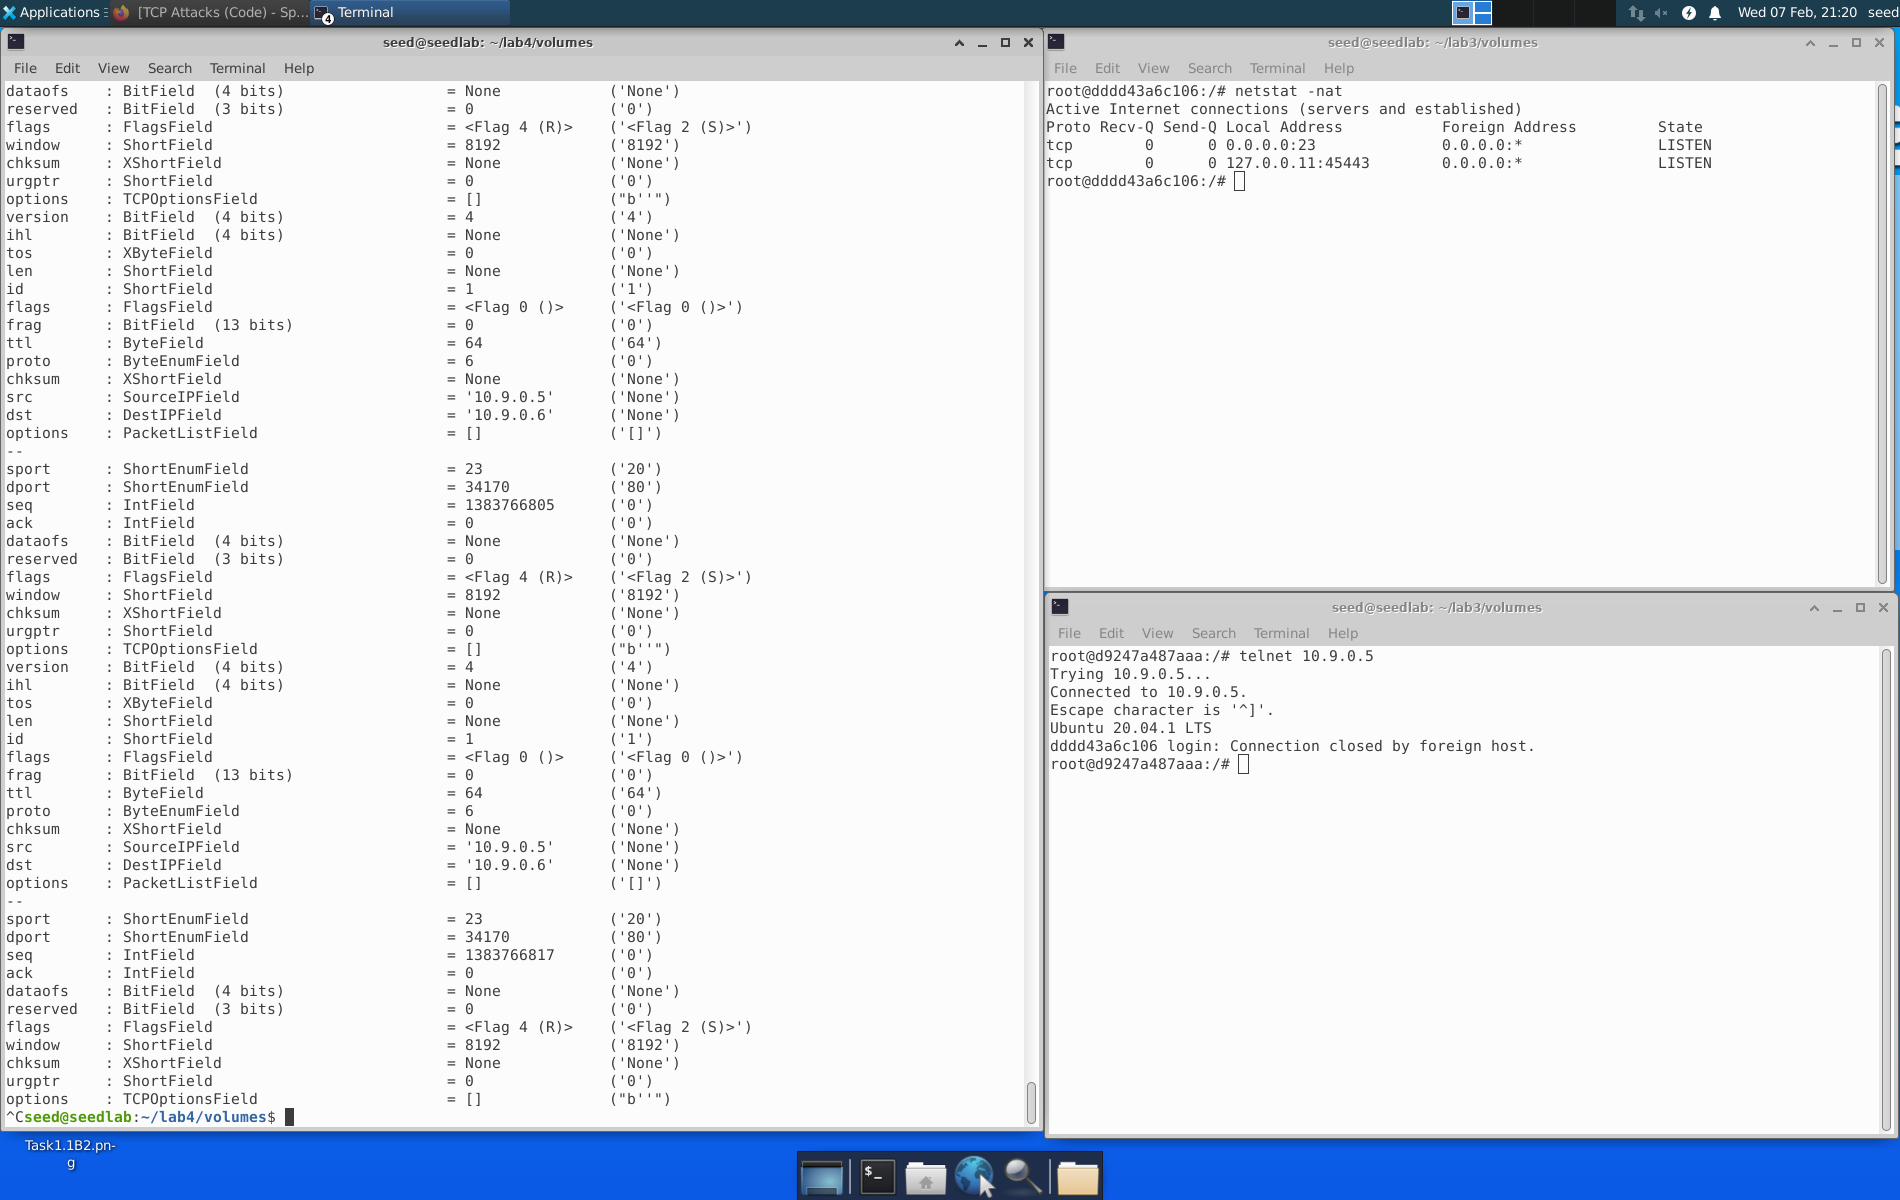 Applications
[TCP Attacks (Code) - Sp...
4
Terminal
Wed 07 Feb, 21:20
seed
seed@seedlab: ~/lab4/volumes
File Edit View Search Terminal Help
dataofs : BitField (4 bits) = None ('None')
reserved : BitField (3 bits) = 0 ('0')
flags : FlagsField = <Flag 4 (R)> ('<Flag 2 (S)>')
window : ShortField = 8192 ('8192')
chksum : XShortField = None ('None')
urgptr : ShortField = 0 ('0')
options : TCPOptionsField = [] ("b''")
version : BitField (4 bits) = 4 ('4')
ihl : BitField (4 bits) = None ('None')
tos : XByteField = 0 ('0')
len : ShortField = None ('None')
id : ShortField = 1 ('1')
flags : FlagsField = <Flag 0 ()> ('<Flag 0 ()>')
frag : BitField (13 bits) = 0 ('0')
ttl : ByteField = 64 ('64')
proto : ByteEnumField = 6 ('0')
chksum : XShortField = None ('None')
src : SourceIPField = '10.9.0.5' ('None')
dst : DestIPField = '10.9.0.6' ('None')
options : PacketListField = [] ('[]')
--
sport : ShortEnumField = 23 ('20')
dport : ShortEnumField = 34170 ('80')
seq : IntField = 1383766805 ('0')
ack : IntField = 0 ('0')
dataofs : BitField (4 bits) = None ('None')
reserved : BitField (3 bits) = 0 ('0')
flags : FlagsField = <Flag 4 (R)> ('<Flag 2 (S)>')
window : ShortField = 8192 ('8192')
chksum : XShortField = None ('None')
urgptr : ShortField = 0 ('0')
options : TCPOptionsField = [] ("b''")
version : BitField (4 bits) = 4 ('4')
ihl : BitField (4 bits) = None ('None')
tos : XByteField = 0 ('0')
len : ShortField = None ('None')
id : ShortField = 1 ('1')
flags : FlagsField = <Flag 0 ()> ('<Flag 0 ()>')
frag : BitField (13 bits) = 0 ('0')
ttl : ByteField = 64 ('64')
proto : ByteEnumField = 6 ('0')
chksum : XShortField = None ('None')
src : SourceIPField = '10.9.0.5' ('None')
dst : DestIPField = '10.9.0.6' ('None')
options : PacketListField = [] ('[]')
--
sport : ShortEnumField = 23 ('20')
dport : ShortEnumField = 34170 ('80')
seq : IntField = 1383766817 ('0')
ack : IntField = 0 ('0')
dataofs : BitField (4 bits) = None ('None')
reserved : BitField (3 bits) = 0 ('0')
flags : FlagsField = <Flag 4 (R)> ('<Flag 2 (S)>')
window : ShortField = 8192 ('8192')
chksum : XShortField = None ('None')
urgptr : ShortField = 0 ('0')
options : TCPOptionsField = [] ("b''")
^Cseed@seedlab:~/lab4/volumes$
seed@seedlab: ~/lab3/volumes
File Edit View Search Terminal Help
root@dddd43a6c106:/# netstat -nat
Active Internet connections (servers and established)
Proto Recv-Q Send-Q Local Address Foreign Address State
tcp 0 0 0.0.0.0:23 0.0.0.0:* LISTEN
tcp 0 0 127.0.0.11:45443 0.0.0.0:* LISTEN
root@dddd43a6c106:/#
seed@seedlab: ~/lab3/volumes
File Edit View Search Terminal Help
root@d9247a487aaa:/# telnet 10.9.0.5
Trying 10.9.0.5...
Connected to 10.9.0.5.
Escape character is '^]'.
Ubuntu 20.04.1 LTS
dddd43a6c106 login: Connection closed by foreign host.
root@d9247a487aaa:/#
Task1.1B2.pn-
g
$_